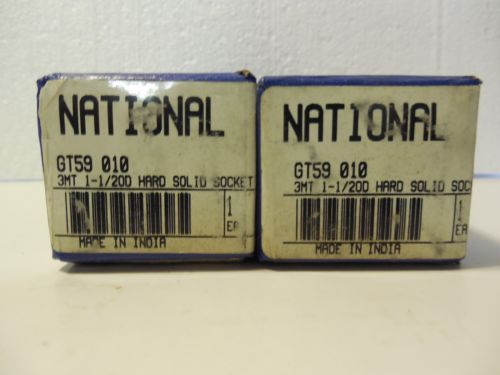 NATIONAL
GT59 010
3MT 1-1/2OD HARD SOLID SOCKET
1
EA
MADE IN INDIA
NATIONAL
GT59 010
3MT 1-1/2OD HARD SOLID SOC
1
EA
MADE IN INDIA